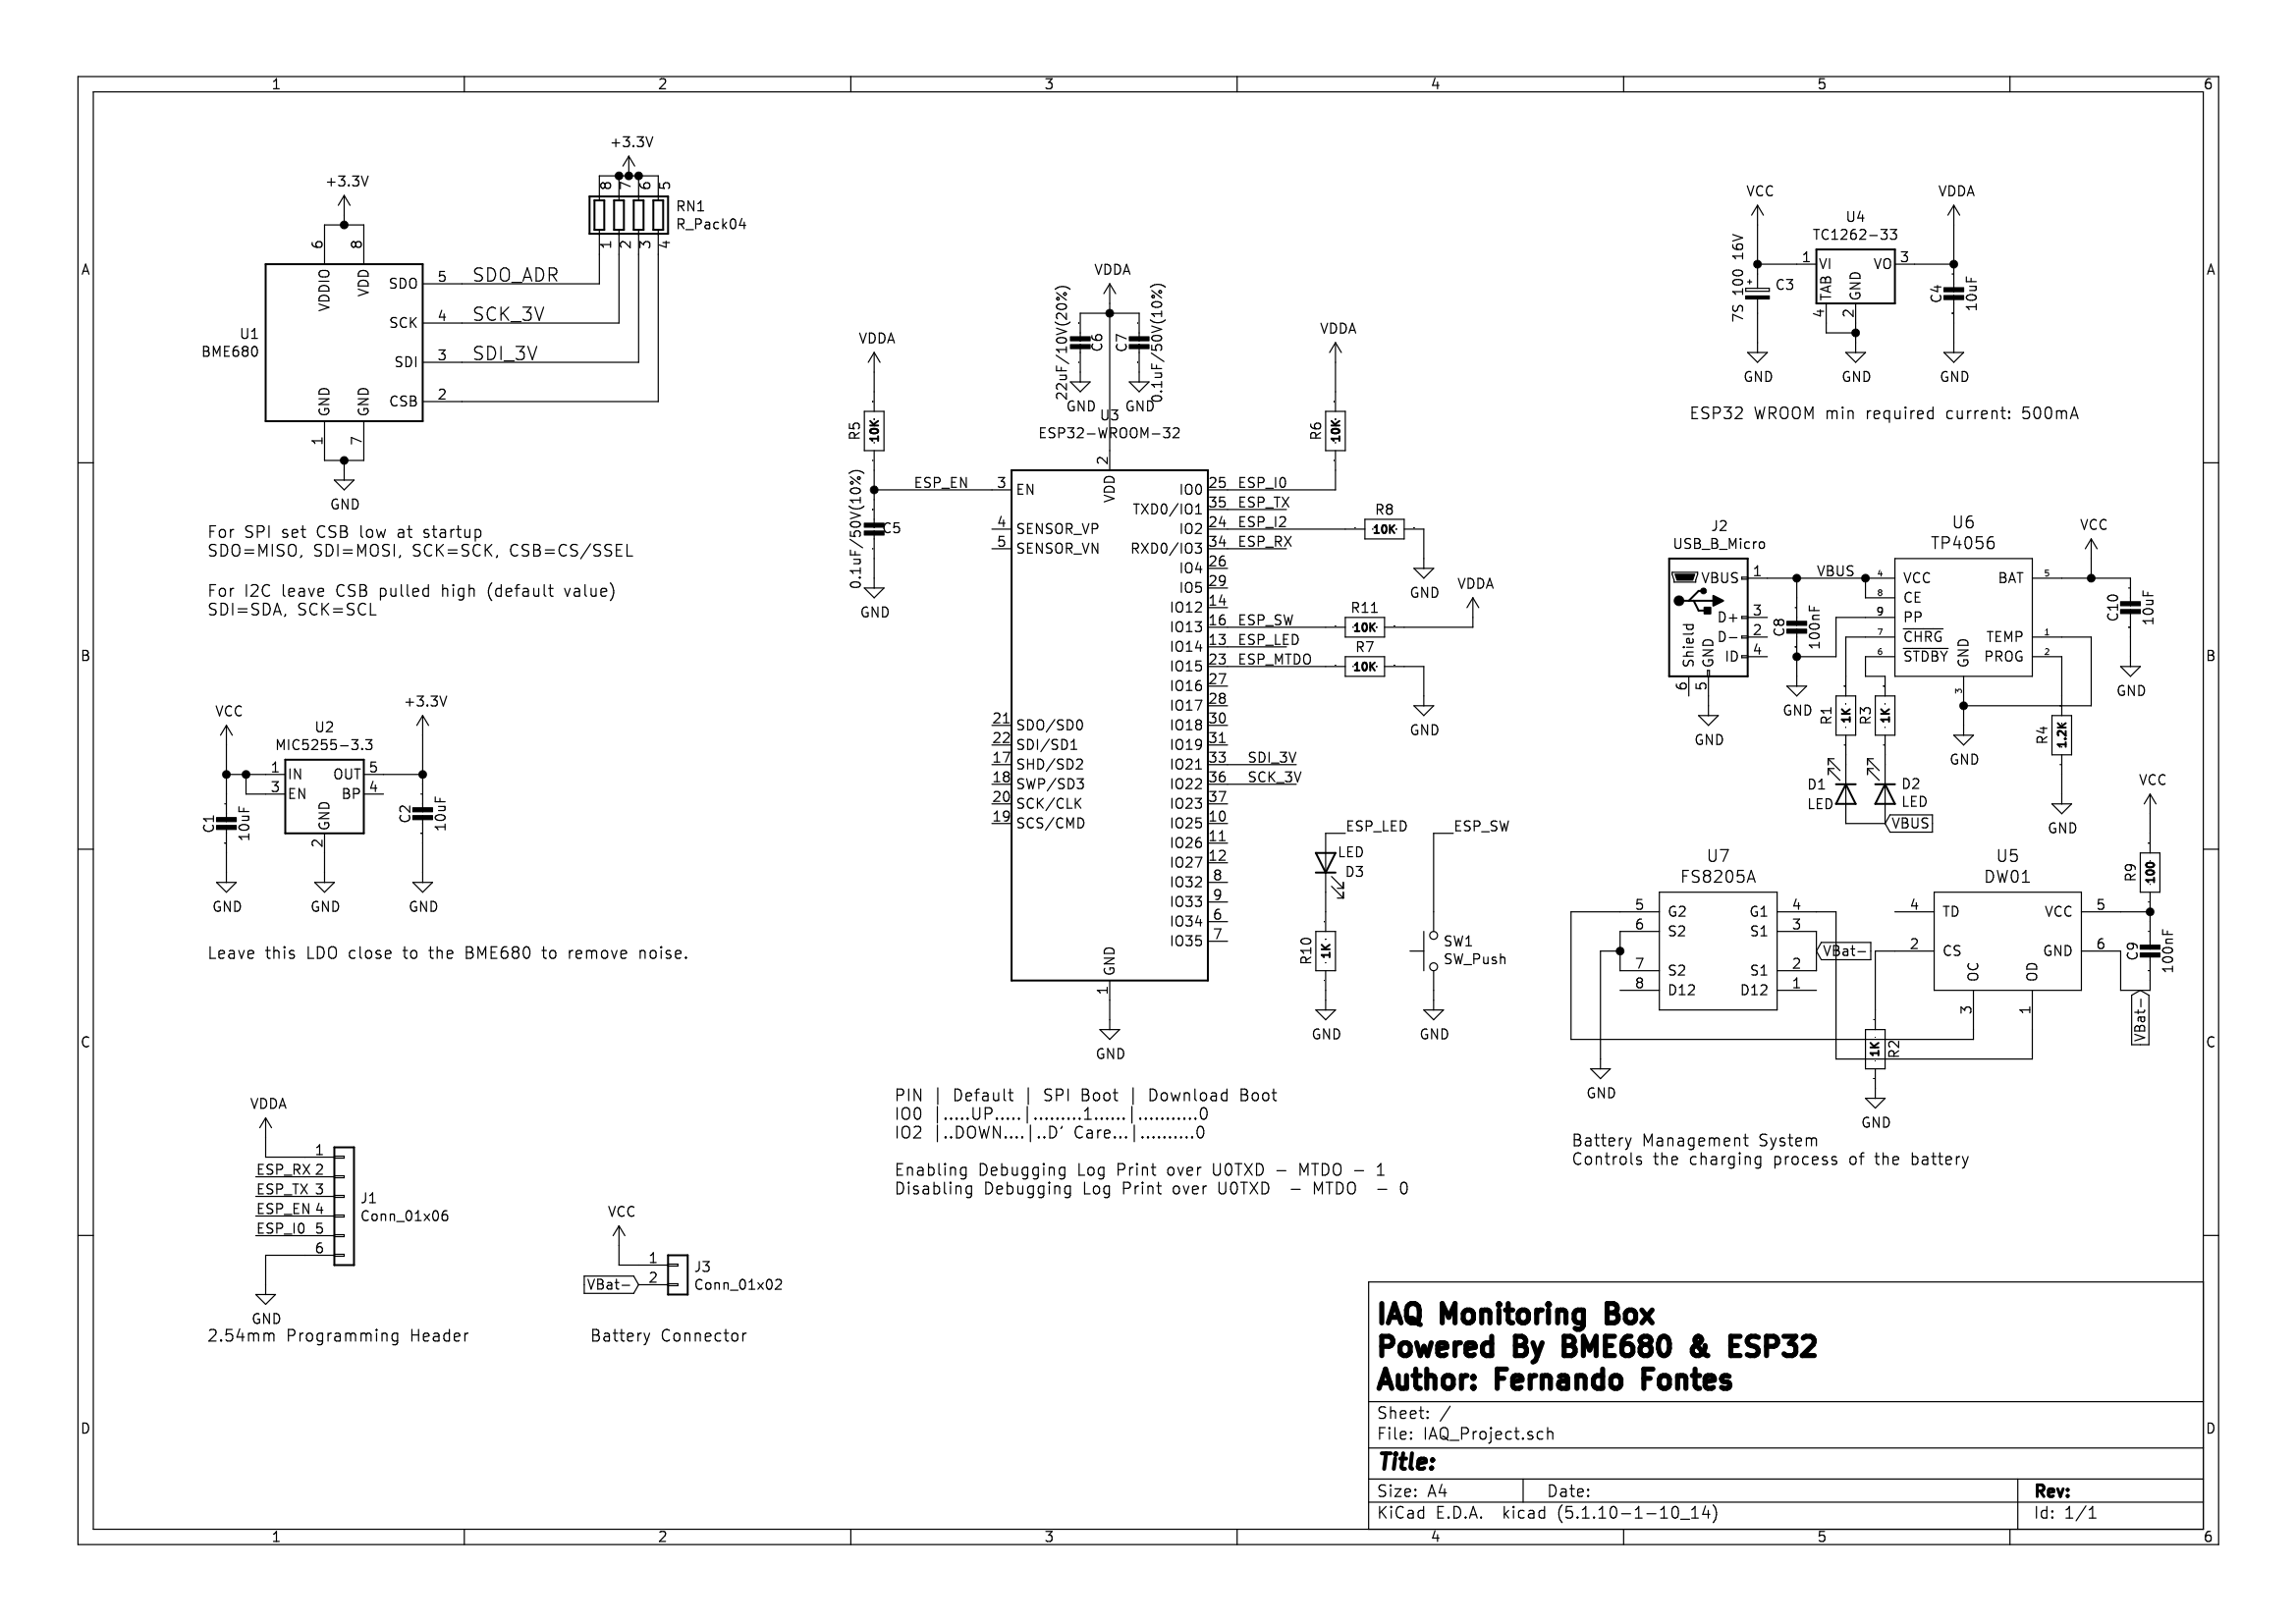 1 2 3 4 5 6
A A
B B
C C
D D
+3.3V
6 8
VDDIO VDD
U1
BME680
SDO 5 SDO_ADR
SCK 4 SCK_3V
SDI 3 SDI_3V
CSB 2
GND GND
1 7
GND
+3.3V
8 7 6 5
RN1
R_Pack04
1 2 3 4
For SPI set CSB low at startup
SDO=MISO, SDI=MOSI, SCK=SCK, CSB=CS/SSEL
For I2C leave CSB pulled high (default value)
SDI=SDA, SCK=SCL
VCC
U2
MIC5255-3.3
+3.3V
1 IN OUT 5
3 EN BP 4
GND
2
C1 10uF
C2 10uF
GND GND GND
Leave this LDO close to the BME680 to remove noise.
VDDA
1
ESP_RX 2
ESP_TX 3
ESP_EN 4
ESP_IO 5
6
J1
Conn_01x06
GND
2.54mm Programming Header
VCC
1
VBat- 2
J3
Conn_01x02
Battery Connector
VDDA
R5 10K
ESP_EN
C5
0.1uF/50V(10%)
GND
VDDA
22uF/10V(20%) C6
C7 0.1uF/50V(10%)
GND GND
U3
ESP32-WROOM-32
2
VDD
3 EN
4 SENSOR_VP
5 SENSOR_VN
21 SDO/SD0
22 SDI/SD1
17 SHD/SD2
18 SWP/SD3
20 SCK/CLK
19 SCS/CMD
IO0 25 ESP_IO
TXD0/IO1 35 ESP_TX
IO2 24 ESP_I2
RXD0/IO3 34 ESP_RX
IO4 26
IO5 29
IO12 14
IO13 16 ESP_SW
IO14 13 ESP_LED
IO15 23 ESP_MTDO
IO16 27
IO17 28
IO18 30
IO19 31
IO21 33 SDI_3V
IO22 36 SCK_3V
IO23 37
IO25 10
IO26 11
IO27 12
IO32 8
IO33 9
IO34 6
IO35 7
GND
1
GND
VDDA
R6 10K
R8
10K
GND
VDDA
R11
10K
R7
10K
GND
ESP_LED
LED
D3
R10 1K
GND
ESP_SW
SW1
SW_Push
GND
PIN | Default | SPI Boot | Download Boot
IO0 |.....UP.....|.........1......|...........0
IO2 |..DOWN....|..D' Care...|..........0
Enabling Debugging Log Print over U0TXD - MTDO - 1
Disabling Debugging Log Print over U0TXD - MTDO - 0
VCC
7S 100 16V
C3
U4
TC1262-33
VDDA
1 VI VO 3
TAB GND
4 2
C4 10uF
GND GND GND
ESP32 WROOM min required current: 500mA
J2
USB_B_Micro
VBUS 1
D+ 3
D- 2
ID 4
Shield GND
6 5
GND
VBUS
C8 100nF
GND
U6
TP4056
4 VCC BAT 5
8 CE
9 PP
7 CHRG TEMP 1
6 STDBY PROG 2
GND
3
GND
VCC
C10 10uF
GND
R1 1K
R3 1K
D1
LED
D2
LED
VBUS
R4 1.2K
GND
U7
FS8205A
5 G2 G1 4
6 S2 S1 3
7 S2 S1 2
8 D12 D12 1
VBat-
GND
U5
DW01
4 TD VCC 5
2 CS GND 6
OC OD
3 1
R2 1K
GND
VCC
R9 100
C9 100nF
VBat-
Battery Management System
Controls the charging process of the battery
IAQ Monitoring Box
Powered By BME680 & ESP32
Author: Fernando Fontes
Sheet: /
File: IAQ_Project.sch
Title:
Size: A4 Date: Rev:
KiCad E.D.A. kicad (5.1.10-1-10_14) Id: 1/1
1 2 3 4 5 6